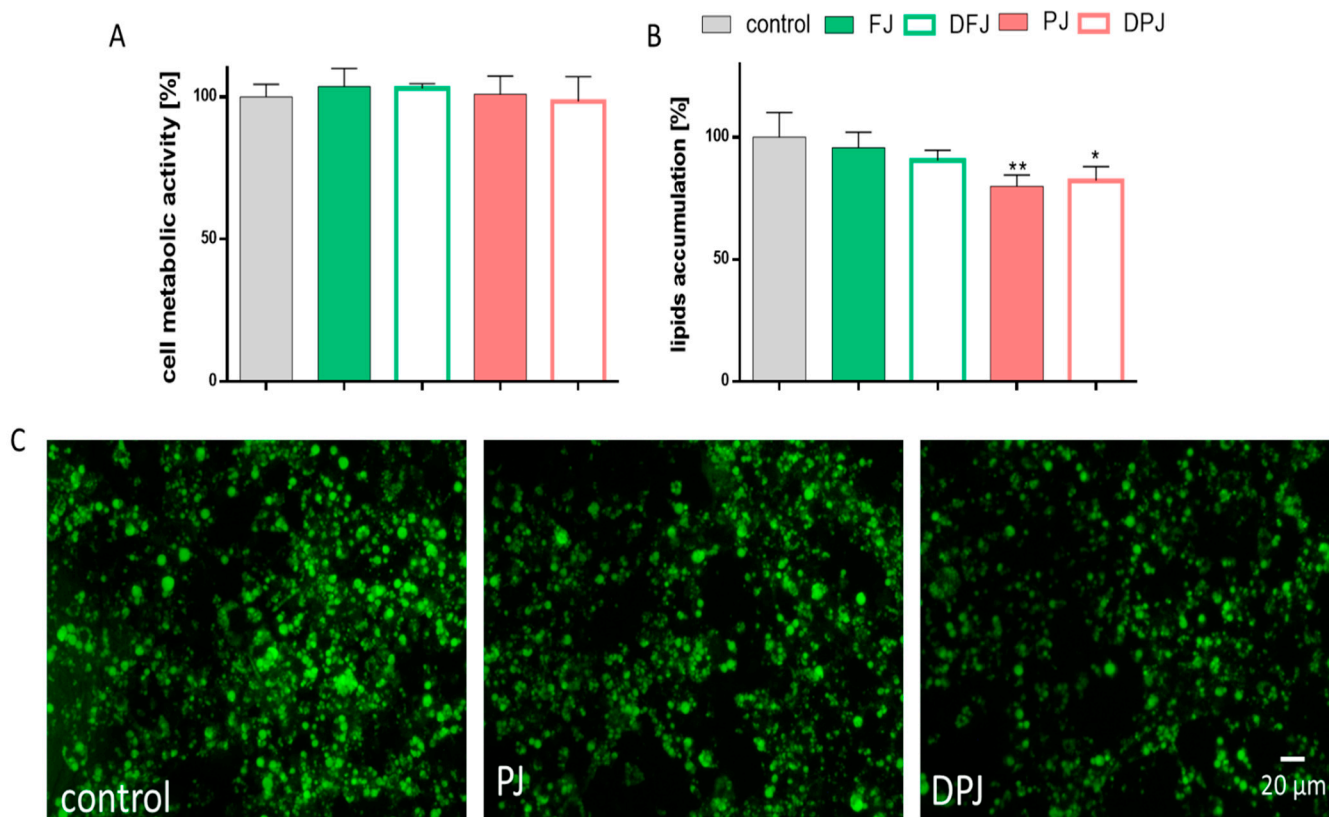 A
B
control FJ DFJ PJ DPJ
cell metabolic activity [%]
100
50
0
lipids accumulation [%]
100
50
0
**
*
C
control
PJ
DPJ
20 µm